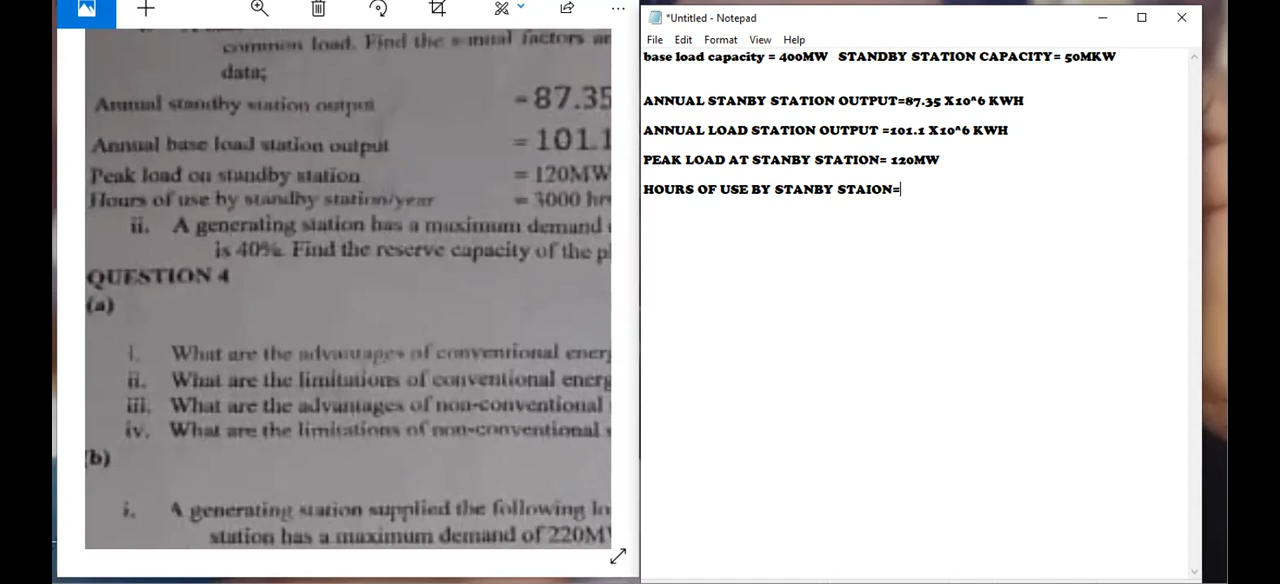 *Untitled - Notepad
File Edit Format View Help
common load. Find the annual factors
data;
Annual standby station output = 87.35
Annual base load station output = 101.1
Peak load on standby station = 120MW
Hours of use by standby station/year = 3000 hrs
ii. A generating station has a maximum demand
is 40%. Find the reserve capacity of the
QUESTION 4
(a)
i. What are the advantages of conventional
ii. What are the limitations of conventional
iii. What are the advantages of non-conventional
iv. What are the limitations of non-conventional
(b)
i. A generating station supplied the following
station has a maximum demand of 220M
base load capacity = 400MW STANDBY STATION CAPACITY= 50MKW
ANNUAL STANBY STATION OUTPUT=87.35 X10^6 KWH
ANNUAL LOAD STATION OUTPUT =101.1 X10^6 KWH
PEAK LOAD AT STANBY STATION= 120MW
HOURS OF USE BY STANBY STAION=